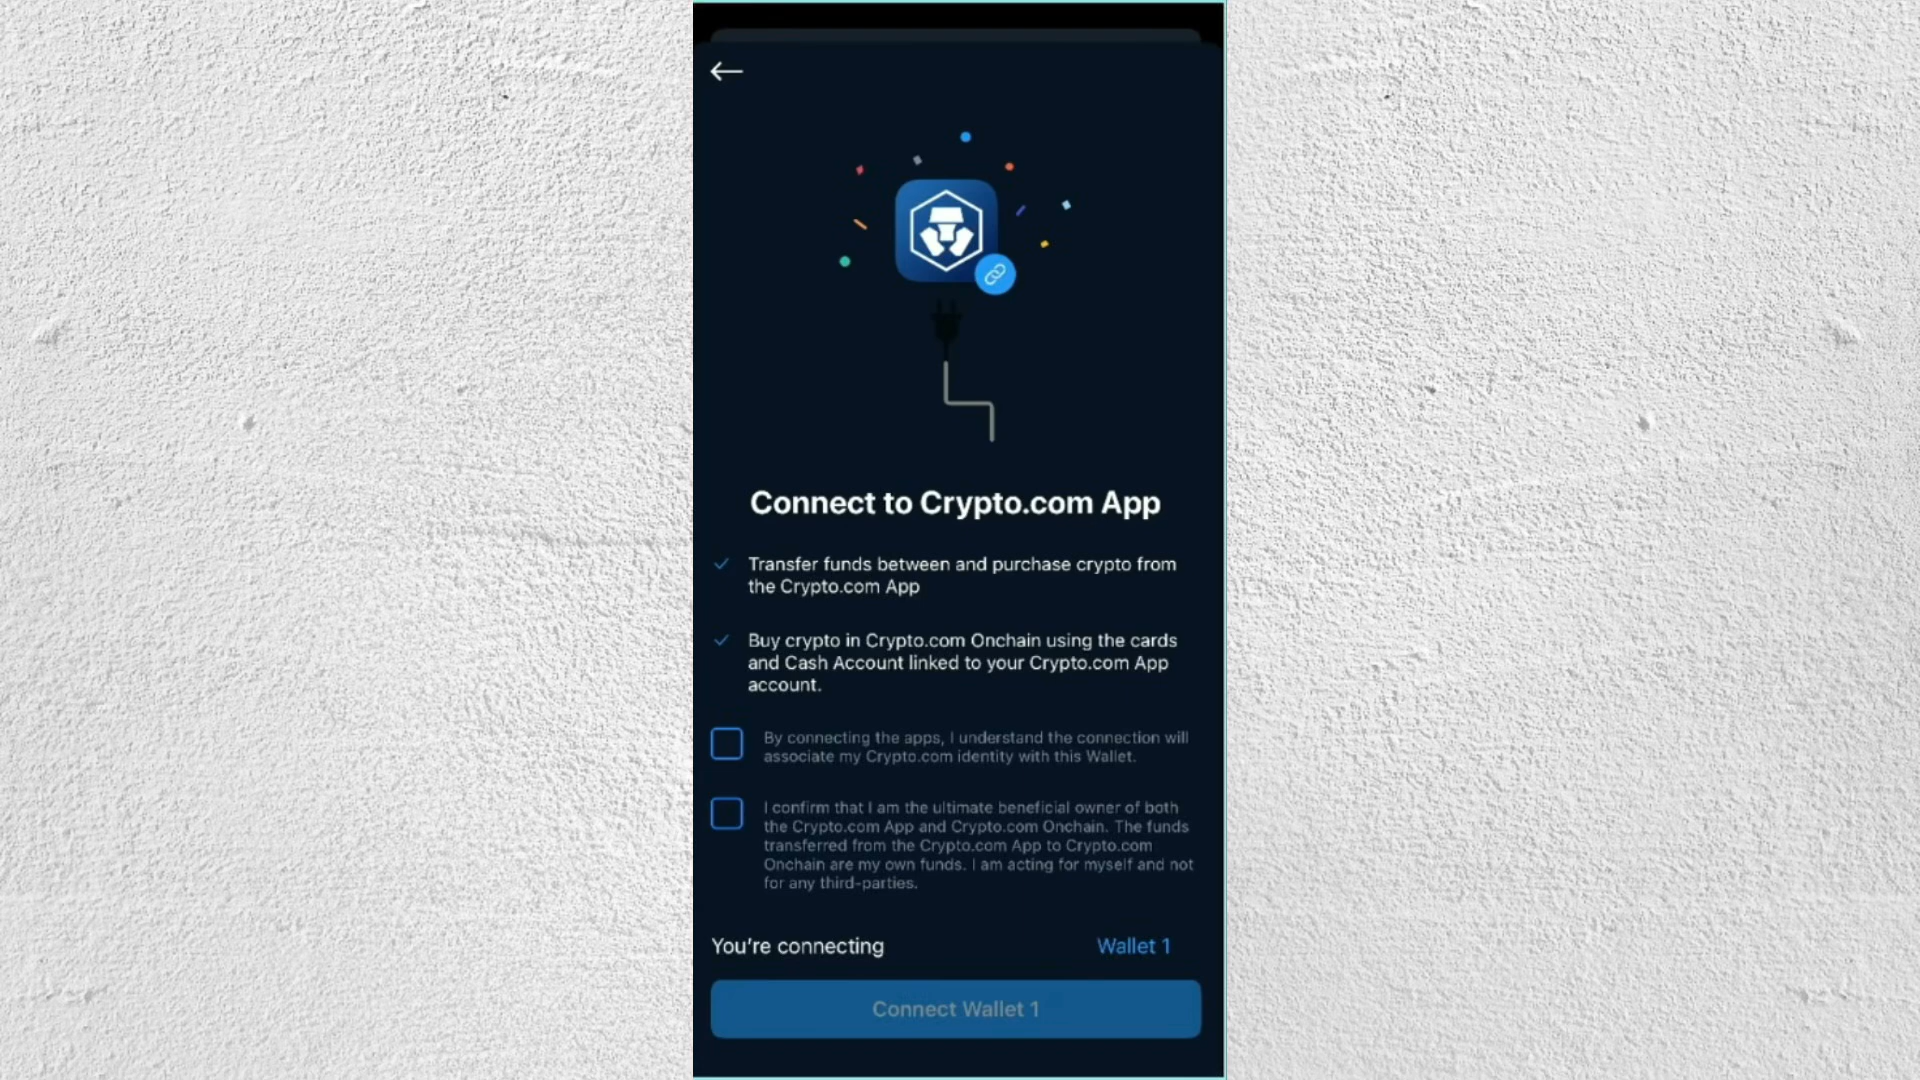 Connect to Crypto.com App
Transfer funds between and purchase crypto from
the Crypto.com App
Buy crypto in Crypto.com Onchain using the cards
and Cash Account linked to your Crypto.com App
account.
By connecting the apps, I understand the connection will
associate my Crypto.com identity with this Wallet.
I confirm that I am the ultimate beneficial owner of both
the Crypto.com App and Crypto.com Onchain. The funds
transferred from the Crypto.com App to Crypto.com
Onchain are my own funds. I am acting for myself and not
for any third-parties.
You're connecting Wallet 1
Connect Wallet 1